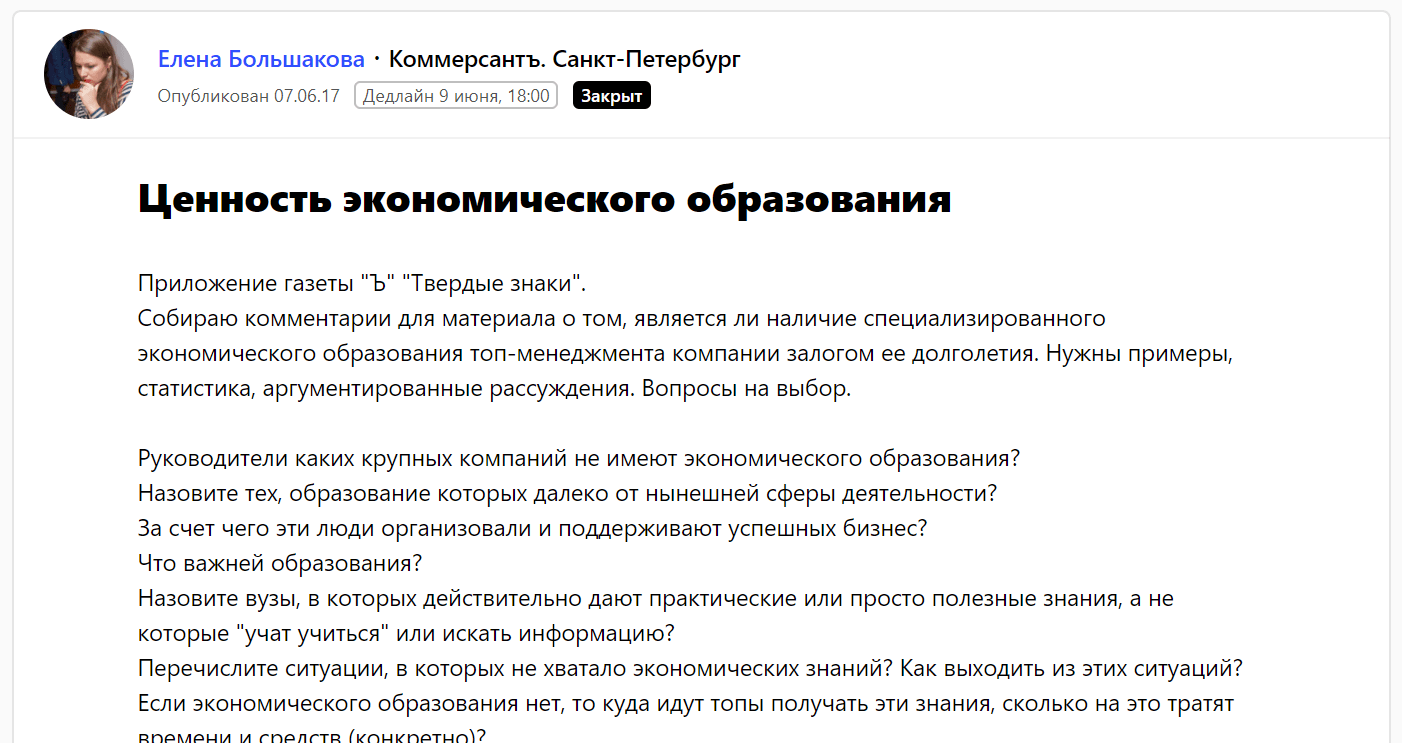 Елена Большакова · Коммерсантъ. Санкт-Петербург
Опубликован 07.06.17 Дедлайн 9 июня, 18:00 Закрыт
Ценность экономического образования
Приложение газеты "Ъ" "Твердые знаки".
Собираю комментарии для материала о том, является ли наличие специализированного
экономического образования топ-менеджмента компании залогом ее долголетия. Нужны примеры,
статистика, аргументированные рассуждения. Вопросы на выбор.
Руководители каких крупных компаний не имеют экономического образования?
Назовите тех, образование которых далеко от нынешней сферы деятельности?
За счет чего эти люди организовали и поддерживают успешных бизнес?
Что важней образования?
Назовите вузы, в которых действительно дают практические или просто полезные знания, а не
которые "учат учиться" или искать информацию?
Перечислите ситуации, в которых не хватало экономических знаний? Как выходить из этих ситуаций?
Если экономического образования нет, то куда идут топы получать эти знания, сколько на это тратят
времени и средств (конкретно)?